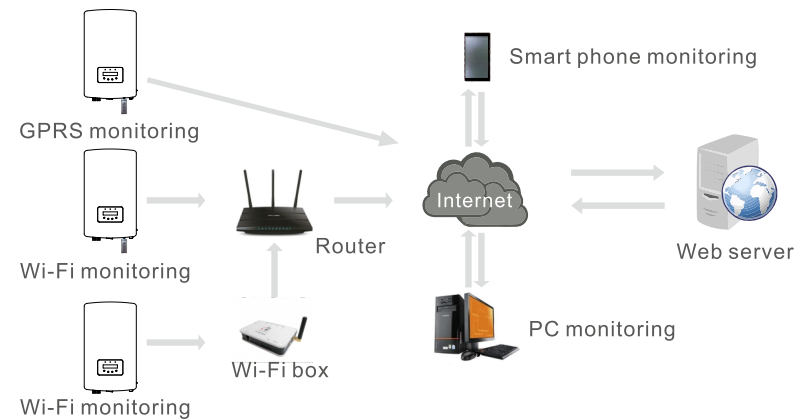 Smart phone monitoring
GPRS monitoring
Internet
Router
Web server
Wi-Fi monitoring
PC monitoring
Wi-Fi box
Wi-Fi monitoring